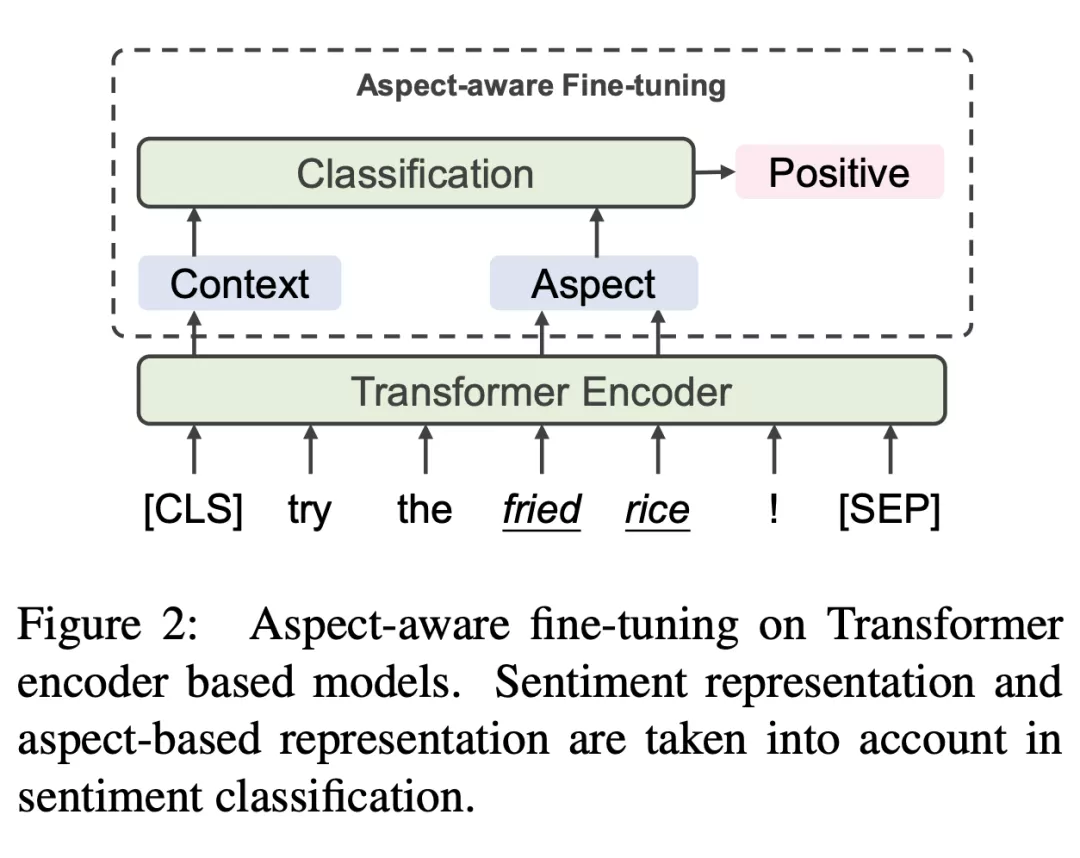 Aspect-aware Fine-tuning
Classification
Positive
Context
Aspect
Transformer Encoder
[CLS] try the fried rice ! [SEP]
Figure 2: Aspect-aware fine-tuning on Transformer
encoder based models. Sentiment representation and
aspect-based representation are taken into account in
sentiment classification.